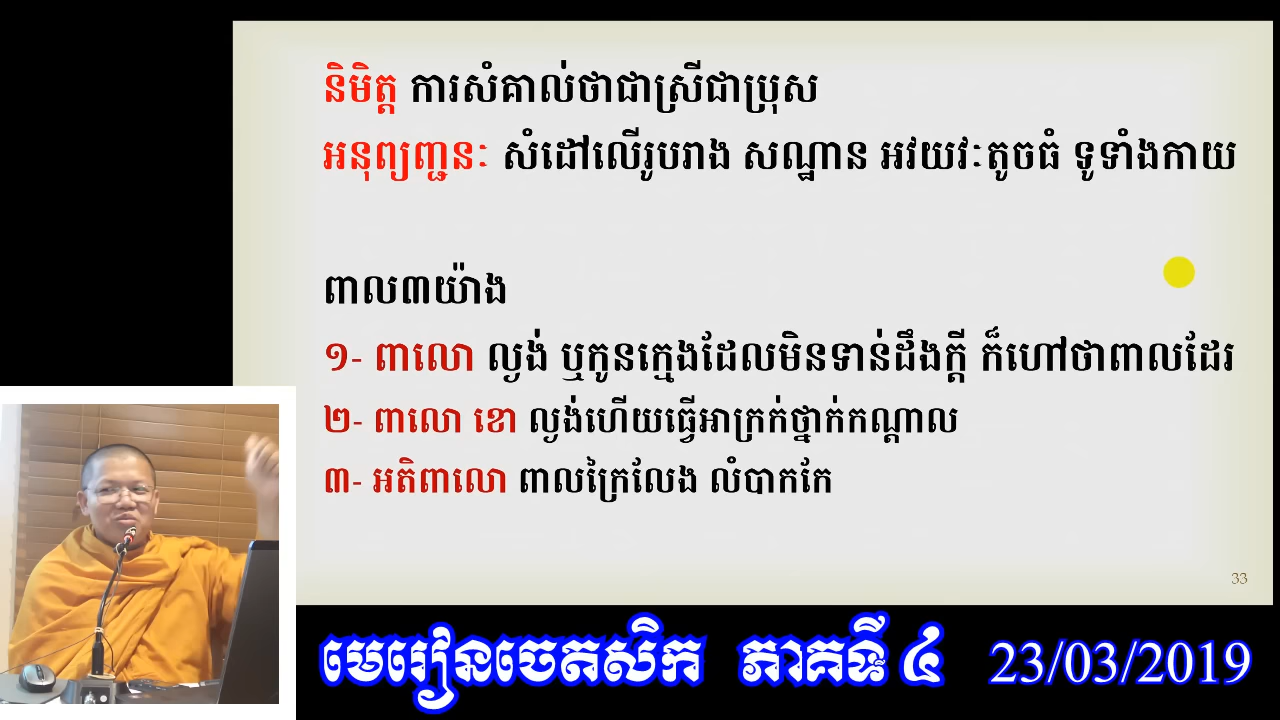 និមិត្ត ការសំគាល់ថាជាស្រីជាប្រុស
អនុព្យញ្ជនៈ សំដៅលើរូបរាង សណ្ឋាន អវយវៈតូចធំ ទូទាំងកាយ
ពាល៣យ៉ាង
១- ពាលោ ល្ងង់ ឬកូនក្មេងដែលមិនទាន់ដឹងក្តី ក៏ហៅថាពាលដែរ
២- ពាលោ ខោ ល្ងង់ហើយធ្វើអាក្រក់ថ្នាក់កណ្តាល
៣- អតិពាលោ ពាលក្រៃលែង លំបាកកែ
33
មេរៀនចេតសិក ភាគទី ៤ 23/03/2019